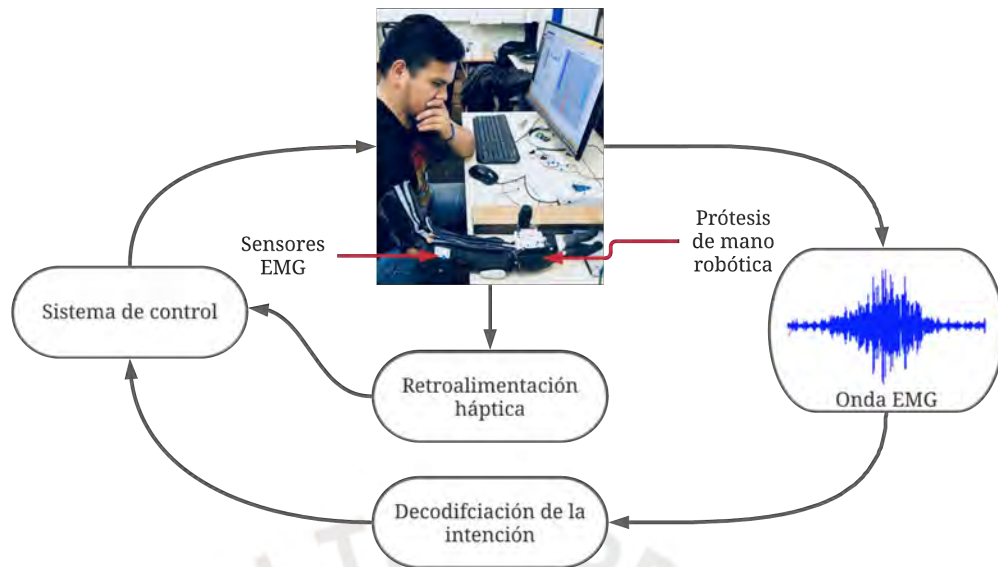 Sensores
EMG
Prótesis
de mano
robótica
Sistema de control
Retroalimentación
háptica
Onda EMG
Decodifciación de la
intención